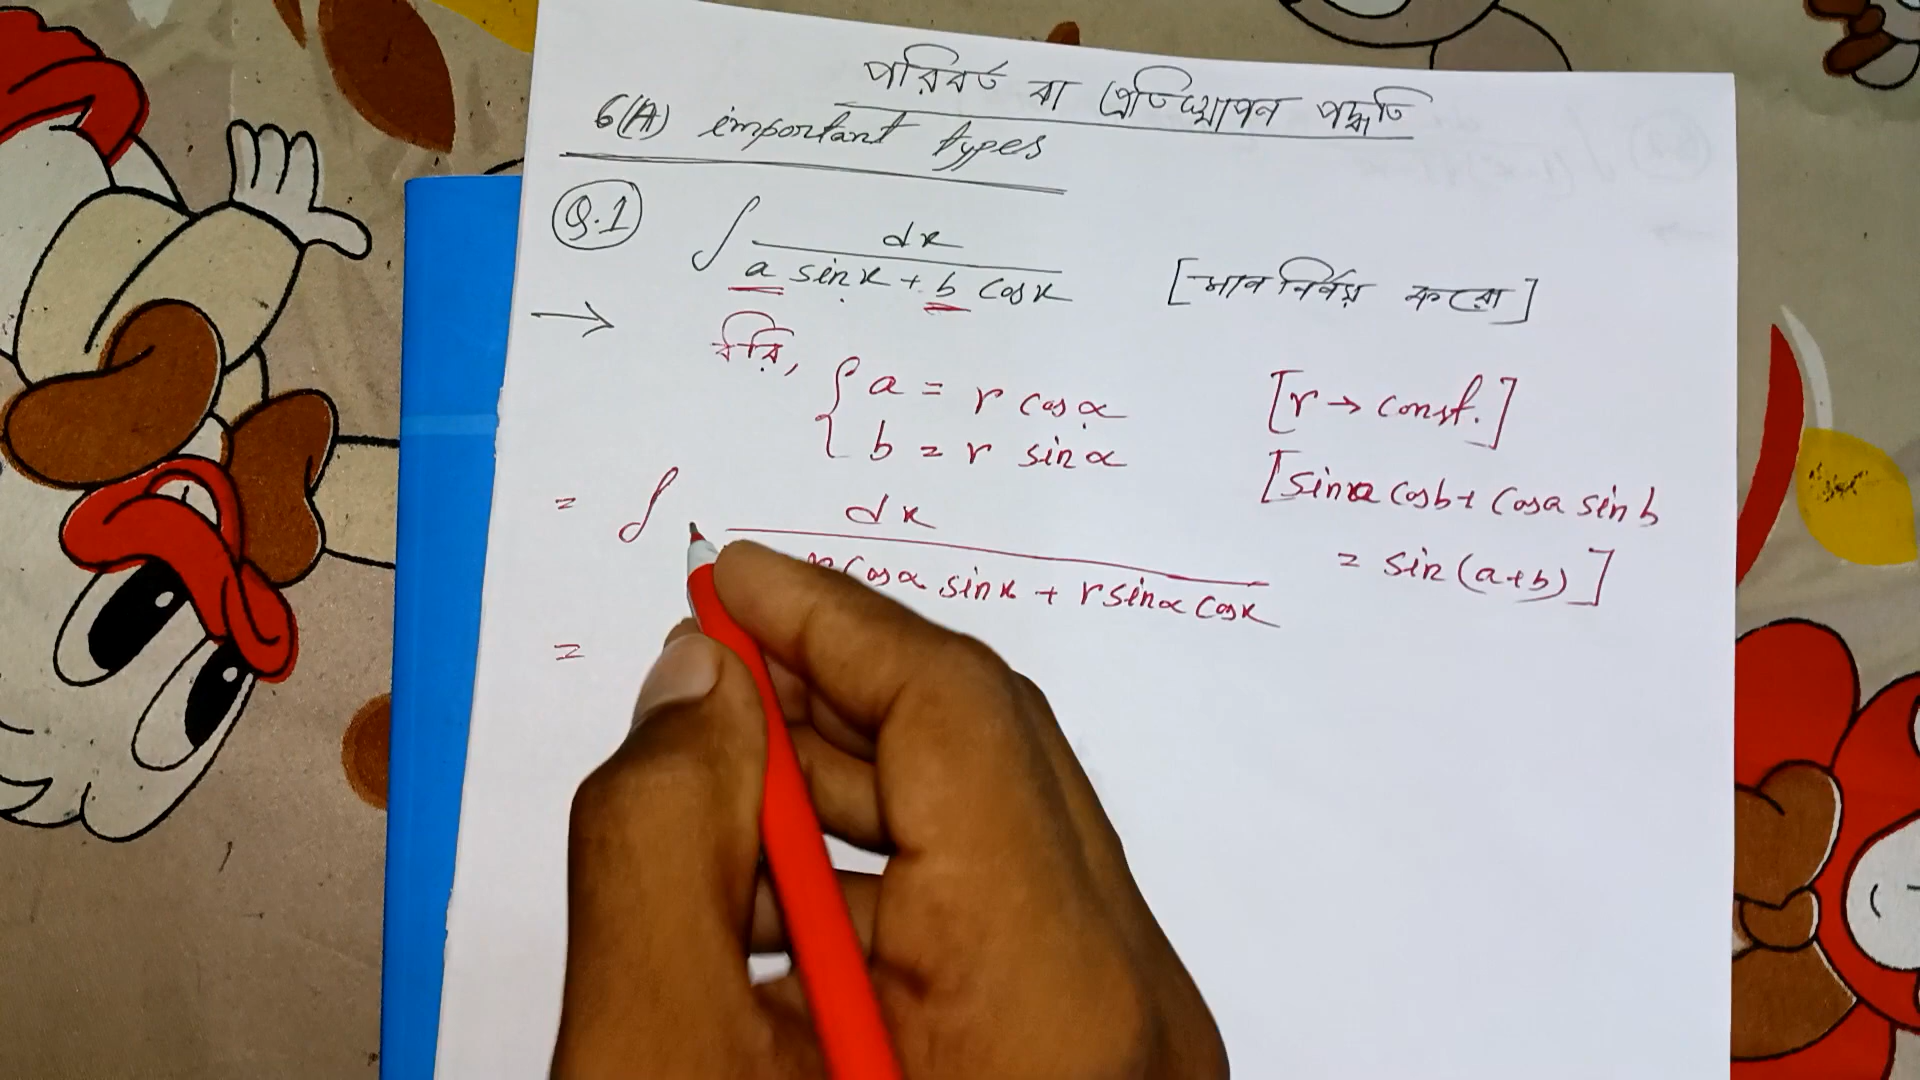 পরিবর্ত বা প্রতিস্থাপন পদ্ধতি
6(A) important types
Q.1 ∫ dx / a sinx + b cosx [মান নির্ণয় করো]
→ ধরি, { a = r cosα [r → const.]
b = r sinα
[sina cosb + cosa sinb
= ∫ dx / r cosα sinx + r sinα cosx
= sin(a+b)]
=